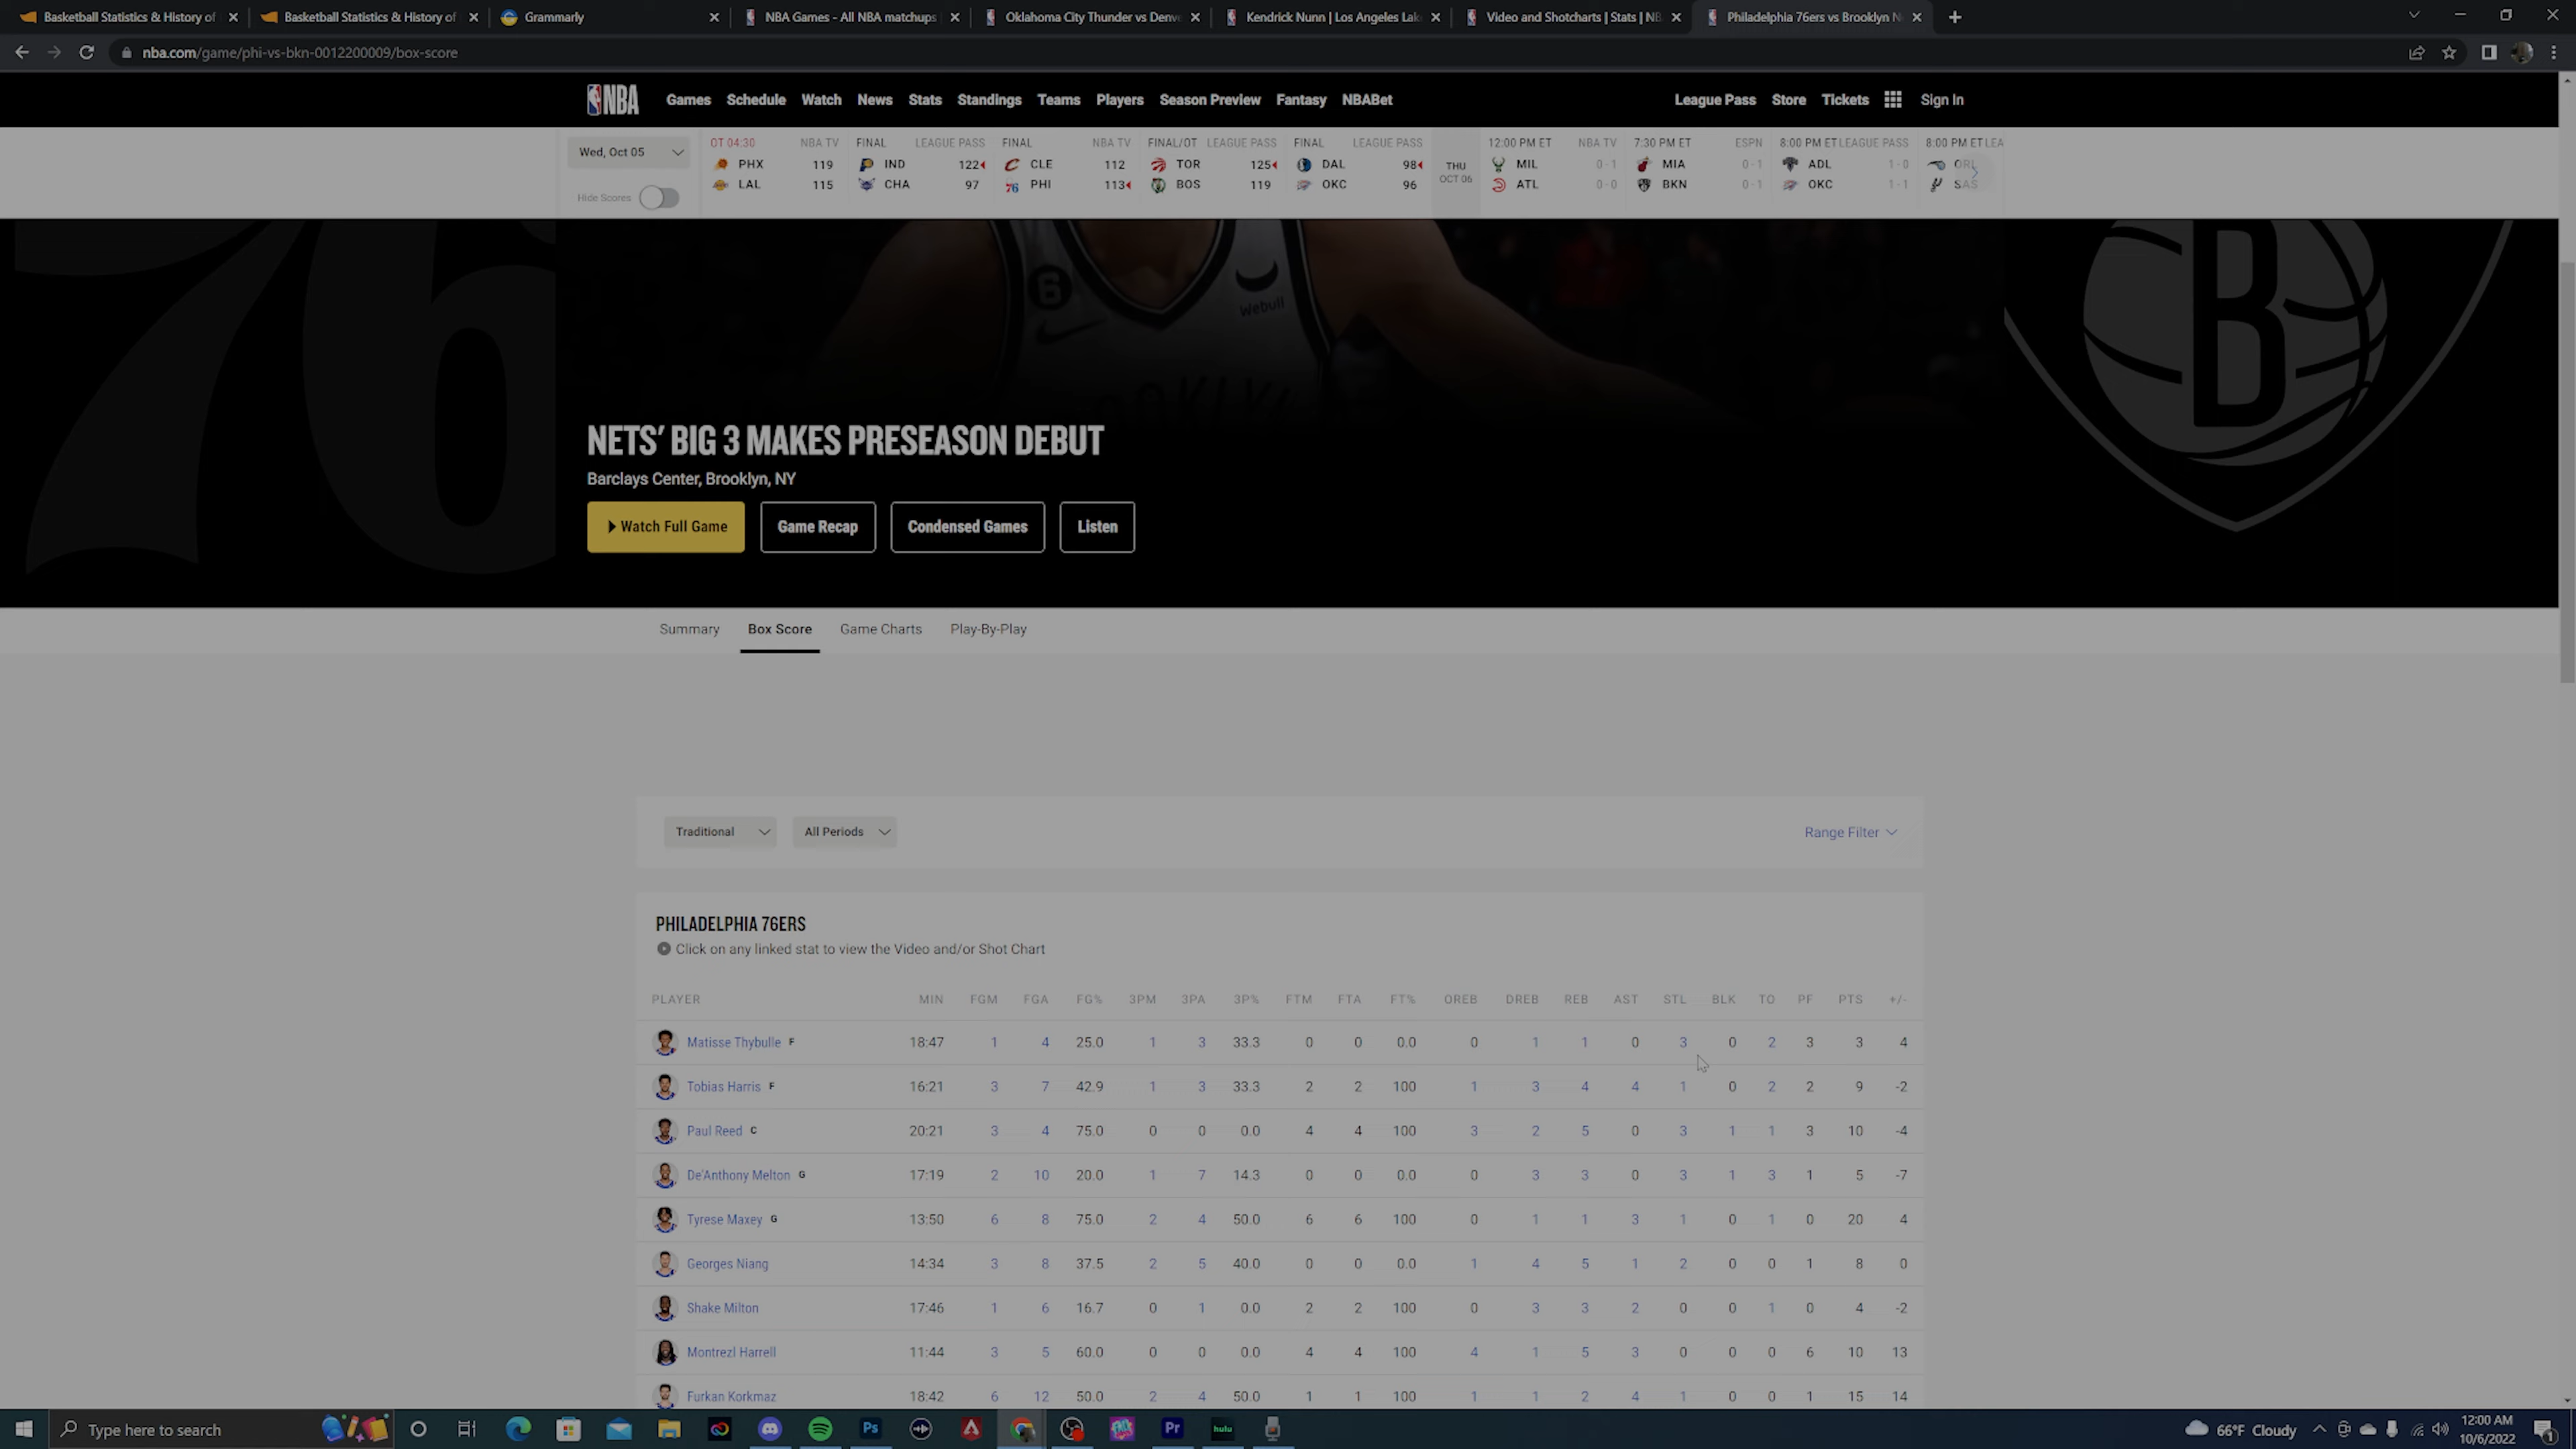 Basketball Statistics & History of
Basketball Statistics & History of
Grammarly
NBA Games - All NBA matchups
Oklahoma City Thunder vs Denv
Kendrick Nunn | Los Angeles Lak
Video and Shotcharts | Stats | NB
Philadelphia 76ers vs Brooklyn N
nba.com/game/phi-vs-bkn-0012200009/box-score
NBA Games Schedule Watch News Stats Standings Teams Players Season Preview Fantasy NBABet League Pass Store Tickets Sign In
Wed, Oct 05
Hide Scores
OT 04:30 NBA TV
PHX 119
LAL 115
FINAL LEAGUE PASS
IND 122
CHA 97
FINAL NBA TV
CLE 112
PHI 113
FINAL/OT LEAGUE PASS
TOR 125
BOS 119
FINAL LEAGUE PASS
DAL 98
OKC 96
THU
OCT 06
12:00 PM ET NBA TV
MIL 0-1
ATL 0-0
7:30 PM ET ESPN
MIA 0-1
BKN 0-1
8:00 PM ET LEAGUE PASS
ADL 1-0
OKC 1-1
8:00 PM ET LEA
ORL
SAS
76
6
Webull
B
NETS' BIG 3 MAKES PRESEASON DEBUT
Barclays Center, Brooklyn, NY
Watch Full Game Game Recap Condensed Games Listen
Summary Box Score Game Charts Play-By-Play
Traditional All Periods Range Filter
PHILADELPHIA 76ERS
Click on any linked stat to view the Video and/or Shot Chart
PLAYER MIN FGM FGA FG% 3PM 3PA 3P% FTM FTA FT% OREB DREB REB AST STL BLK TO PF PTS +/-
Matisse Thybulle F 18:47 1 4 25.0 1 3 33.3 0 0 0.0 0 1 1 0 3 0 2 3 3 4
Tobias Harris F 16:21 3 7 42.9 1 3 33.3 2 2 100 1 3 4 4 1 0 2 2 9 -2
Paul Reed C 20:21 3 4 75.0 0 0 0.0 4 4 100 3 2 5 0 3 1 1 3 10 -4
De'Anthony Melton G 17:19 2 10 20.0 1 7 14.3 0 0 0.0 0 3 3 0 3 1 3 1 5 -7
Tyrese Maxey G 13:50 6 8 75.0 2 4 50.0 6 6 100 0 1 1 3 1 0 1 0 20 4
Georges Niang 14:34 3 8 37.5 2 5 40.0 0 0 0.0 1 4 5 1 2 0 0 1 8 0
Shake Milton 17:46 1 6 16.7 0 1 0.0 2 2 100 0 3 3 2 0 0 1 0 4 -2
Montrezl Harrell 11:44 3 5 60.0 0 0 0.0 4 4 100 4 1 5 3 0 0 0 6 10 13
Furkan Korkmaz 18:42 6 12 50.0 2 4 50.0 1 1 100 1 1 2 4 1 0 0 1 15 14
Type here to search
Ps
Pr
hulu
66°F Cloudy
12:00 AM
10/6/2022
1